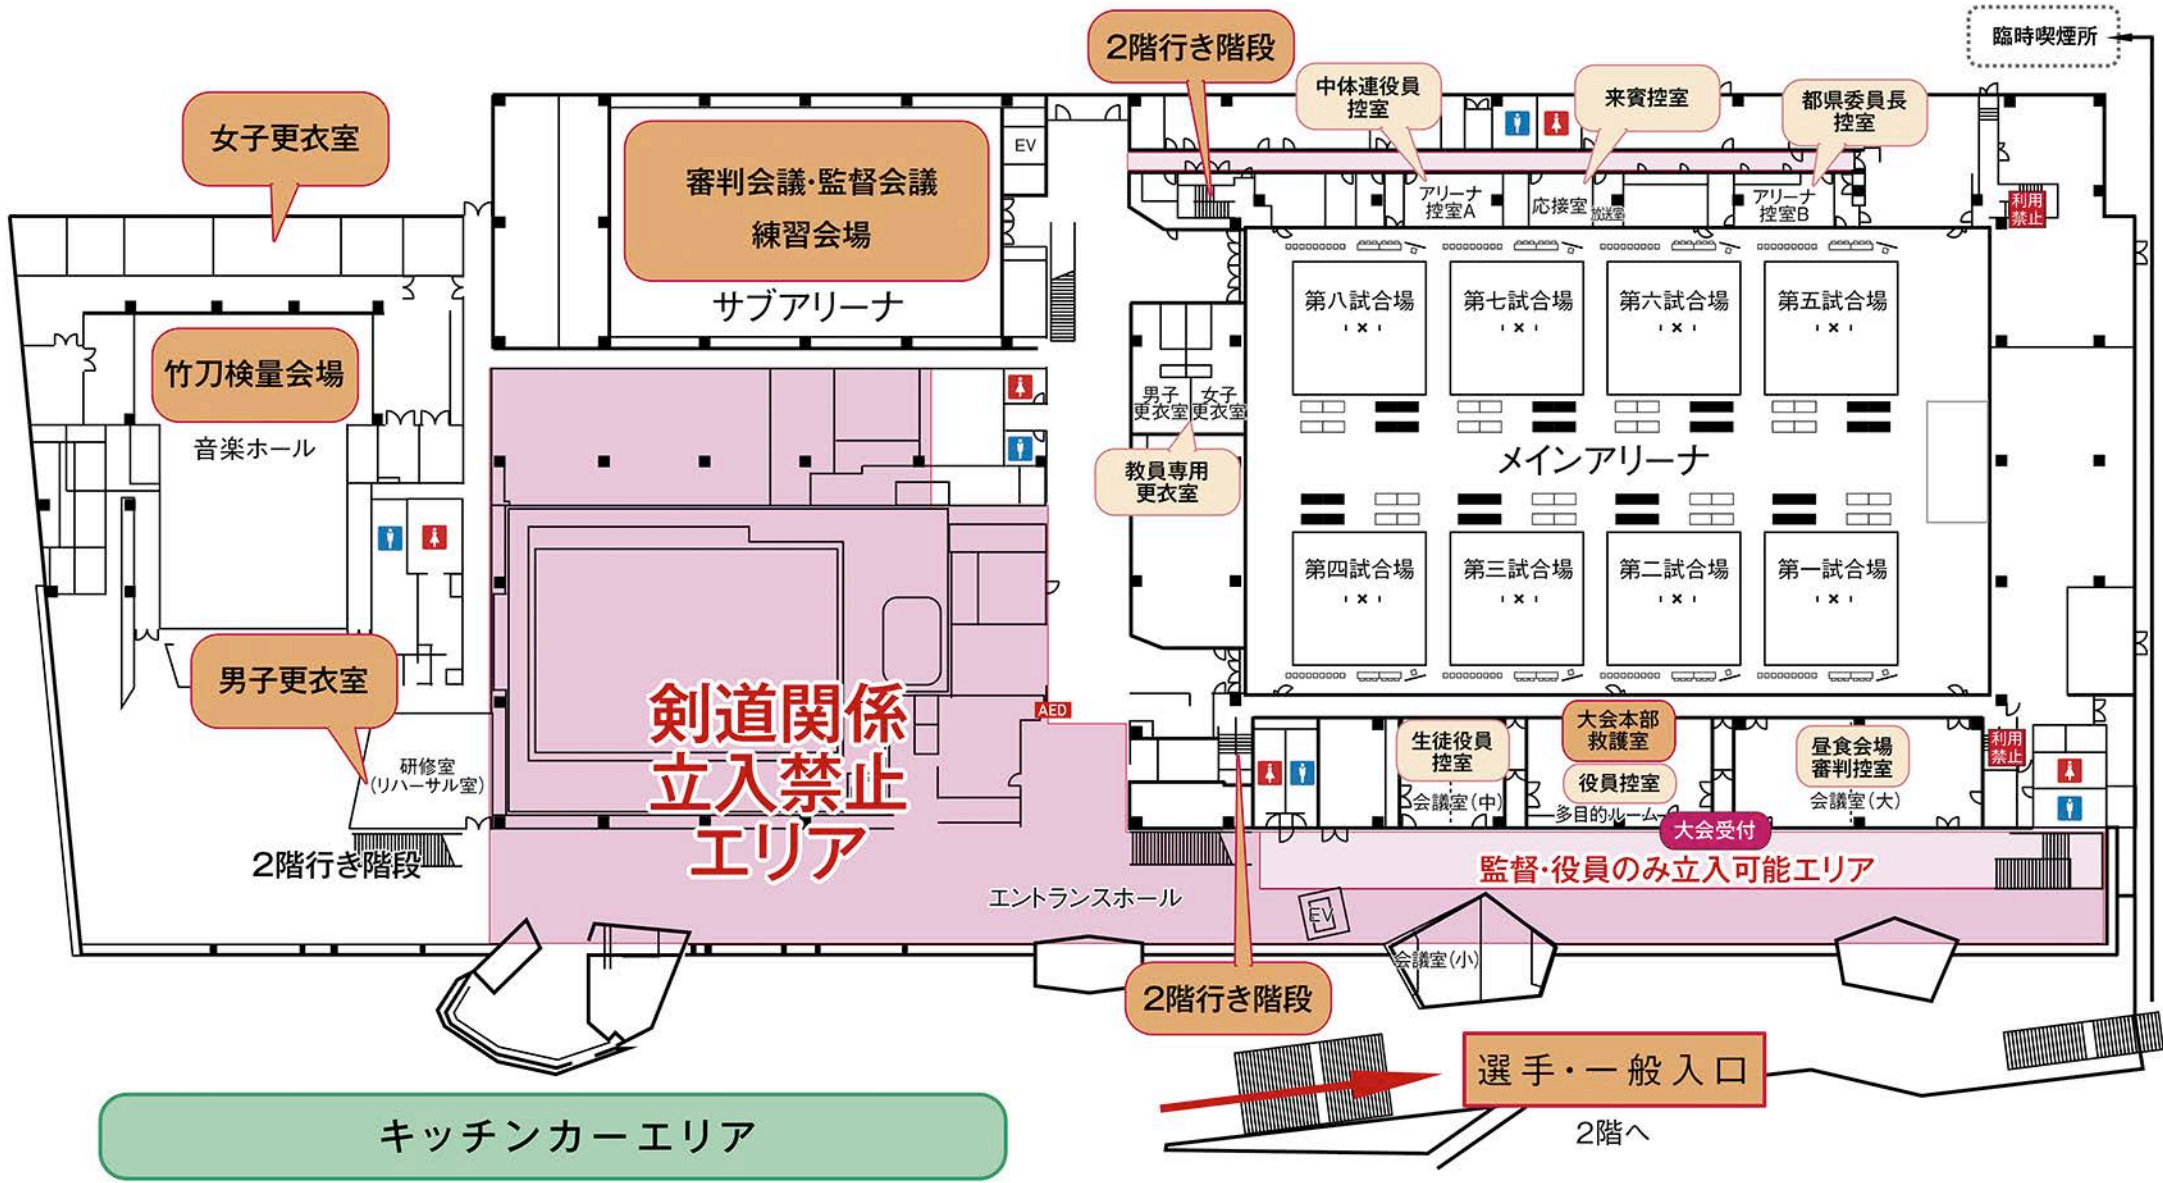 臨時喫煙所
2階行き階段
中体連役員
控室
来賓控室
都県委員長
控室
女子更衣室
審判会議・監督会議
練習会場
サブアリーナ
EV
アリーナ
控室A
応接室
放送室
アリーナ
控室B
利用
禁止
第八試合場
第七試合場
第六試合場
第五試合場
竹刀検量会場
音楽ホール
男子
更衣室
女子
更衣室
教員専用
更衣室
メインアリーナ
第四試合場
第三試合場
第二試合場
第一試合場
男子更衣室
研修室
(リハーサル室)
2階行き階段
剣道関係
立入禁止
エリア
AED
生徒役員
控室
会議室(中)
大会本部
救護室
役員控室
多目的ルーム
昼食会場
審判控室
会議室(大)
利用
禁止
大会受付
監督・役員のみ立入可能エリア
エントランスホール
EV
会議室(小)
2階行き階段
選手・一般入口
2階へ
キッチンカーエリア